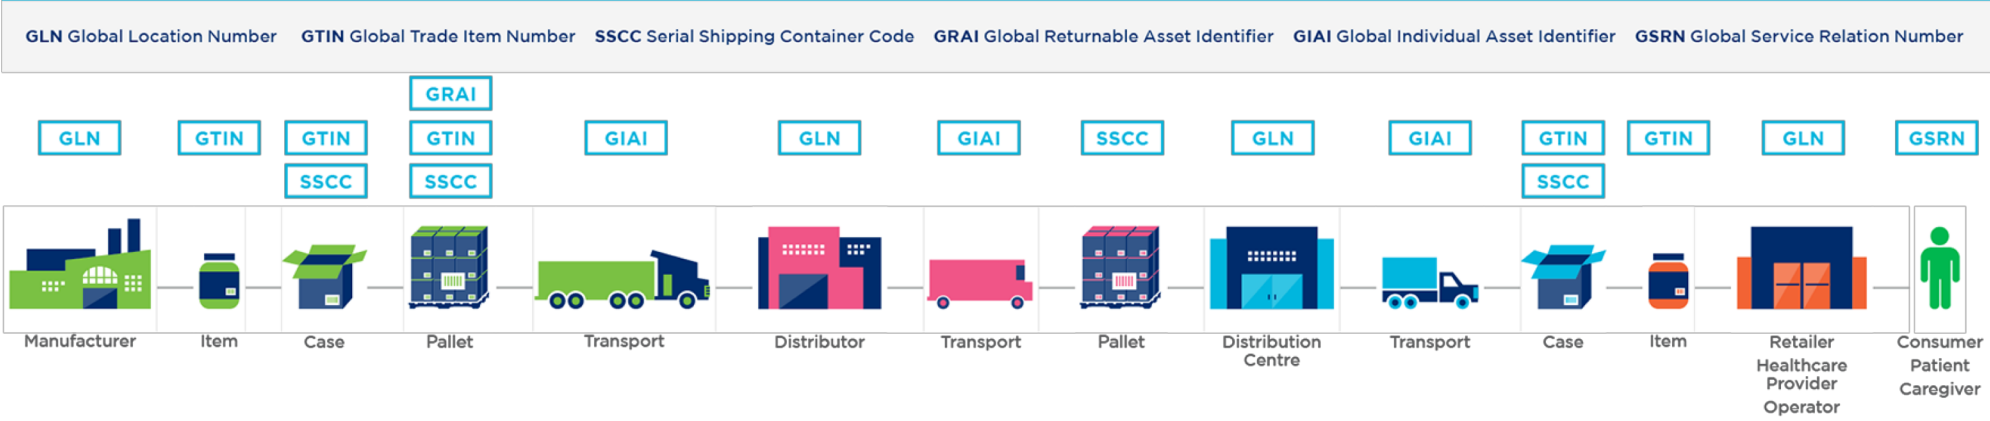 GLN Global Location Number GTIN Global Trade Item Number SSCC Serial Shipping Container Code GRAI Global Returnable Asset Identifier GIAI Global Individual Asset Identifier GSRN Global Service Relation Number
GRAI
GLN GTIN GTIN GTIN GIAI GLN GIAI SSCC GLN GIAI GTIN GTIN GLN GSRN
SSCC SSCC SSCC
Manufacturer Item Case Pallet Transport Distributor Transport Pallet Distribution Transport Case Item Retailer Consumer
Centre Healthcare Patient
Provider Caregiver
Operator